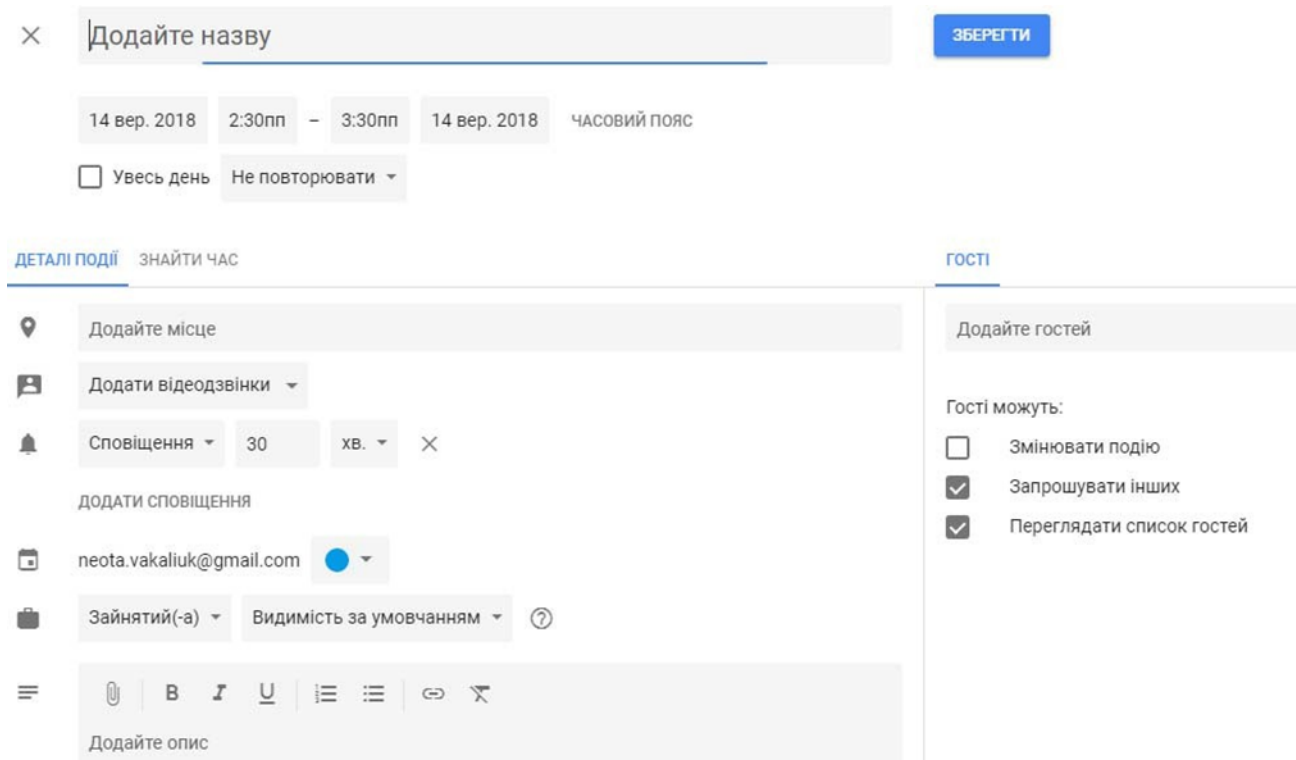 Додайте назву
ЗБЕРЕГТИ
14 вер. 2018 2:30пп – 3:30пп 14 вер. 2018 ЧАСОВИЙ ПОЯС
Увесь день Не повторювати
ДЕТАЛІ ПОДІЇ ЗНАЙТИ ЧАС
Додайте місце
Додати відеодзвінки
Сповіщення 30 хв.
ДОДАТИ СПОВІЩЕННЯ
neota.vakaliuk@gmail.com
Зайнятий(-а) Видимість за умовчанням ?
B I U
Додайте опис
ГОСТІ
Додайте гостей
Гості можуть:
Змінювати подію
Запрошувати інших
Переглядати список гостей